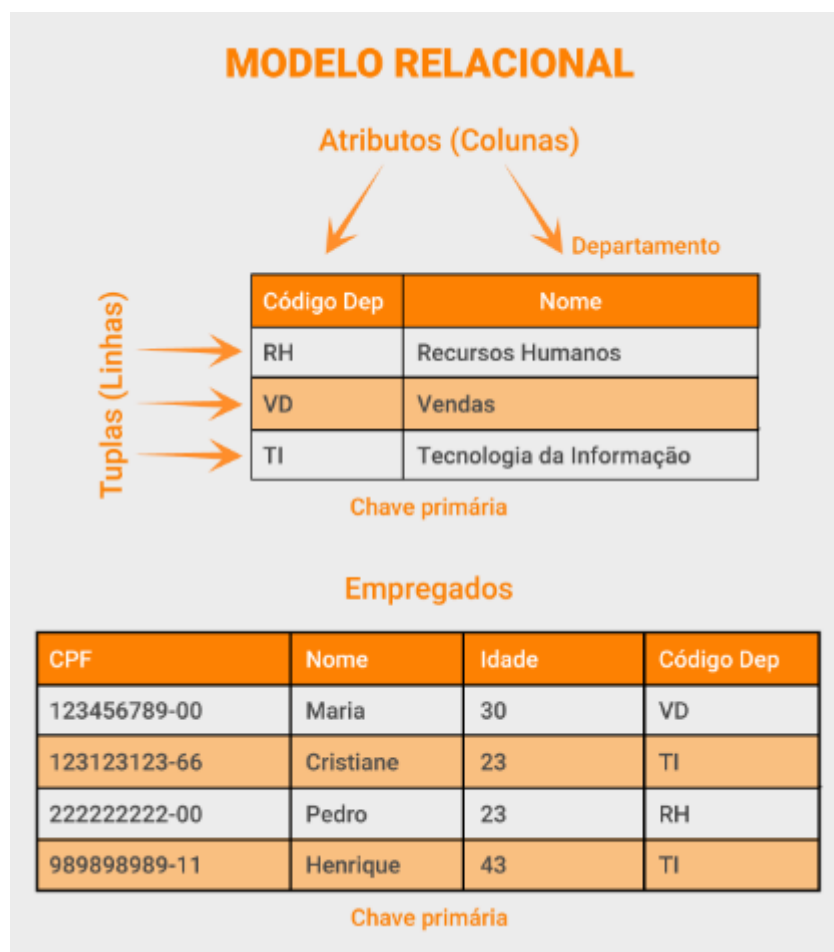 MODELO RELACIONAL
Atributos (Colunas)
Departamento
Tuplas (Linhas)
Código Dep Nome
RH Recursos Humanos
VD Vendas
TI Tecnologia da Informação
Chave primária
Empregados
CPF Nome Idade Código Dep
123456789-00 Maria 30 VD
123123123-66 Cristiane 23 TI
222222222-00 Pedro 23 RH
989898989-11 Henrique 43 TI
Chave primária